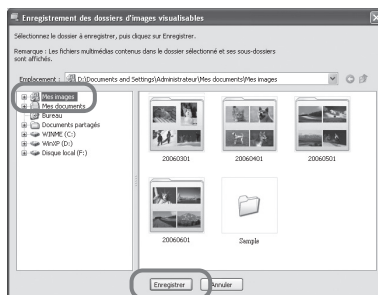 Enregistrement des dossiers d'images visualisables
Sélectionnez le dossier à enregistrer, puis cliquez sur Enregistrer.
Remarque : Les fichiers multimédias contenus dans le dossier sélectionné et ses sous-dossiers
sont affichés.
Emplacement : D:\Documents and Settings\Administrateur\Mes documents\Mes images
Mes images
Mes documents
Bureau
Documents partagés
WINME (C:)
WinXP (D:)
Disque local (F:)
20060301
20060401
20060501
20060601
Sample
Enregistrer
Annuler